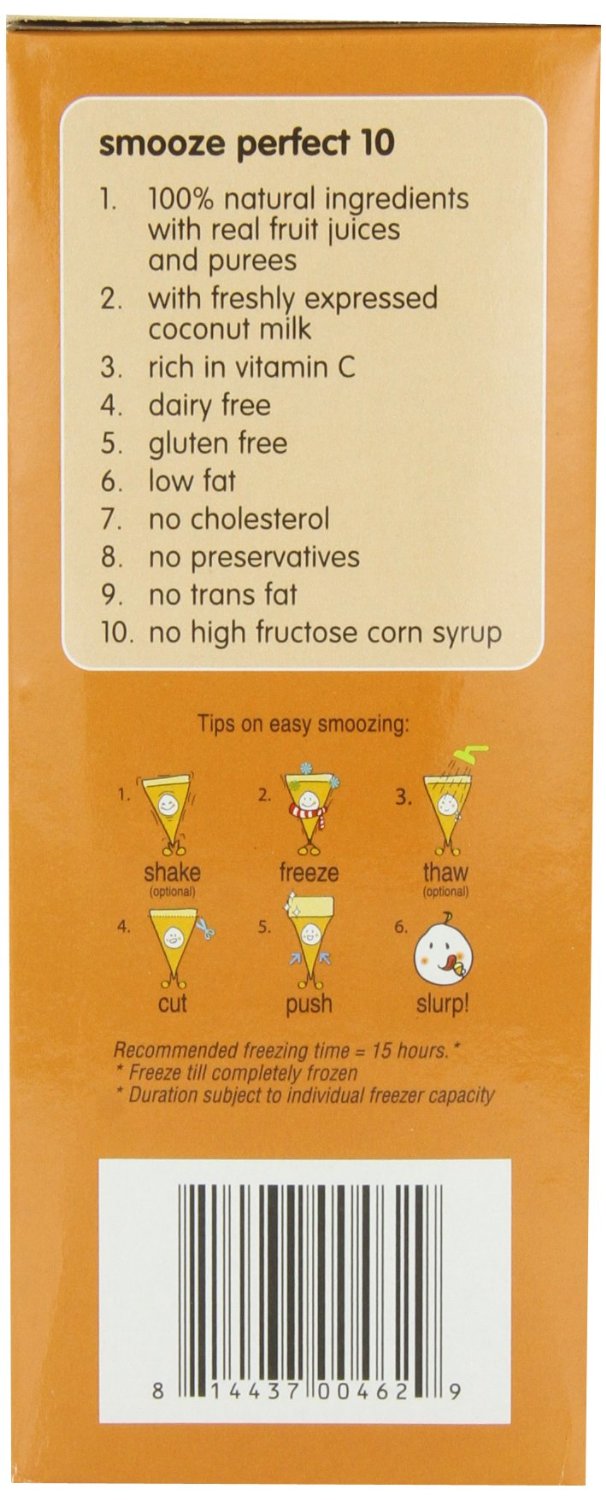 smooze perfect 10
1. 100% natural ingredients
with real fruit juices
and purees
2. with freshly expressed
coconut milk
3. rich in vitamin C
4. dairy free
5. gluten free
6. low fat
7. no cholesterol
8. no preservatives
9. no trans fat
10. no high fructose corn syrup
Tips on easy smoozing:
1. 2. 3.
shake freeze thaw
(optional) (optional)
4. 5. 6.
cut push slurp!
Recommended freezing time = 15 hours.*
* Freeze till completely frozen
* Duration subject to individual freezer capacity
8 14437 00462 9